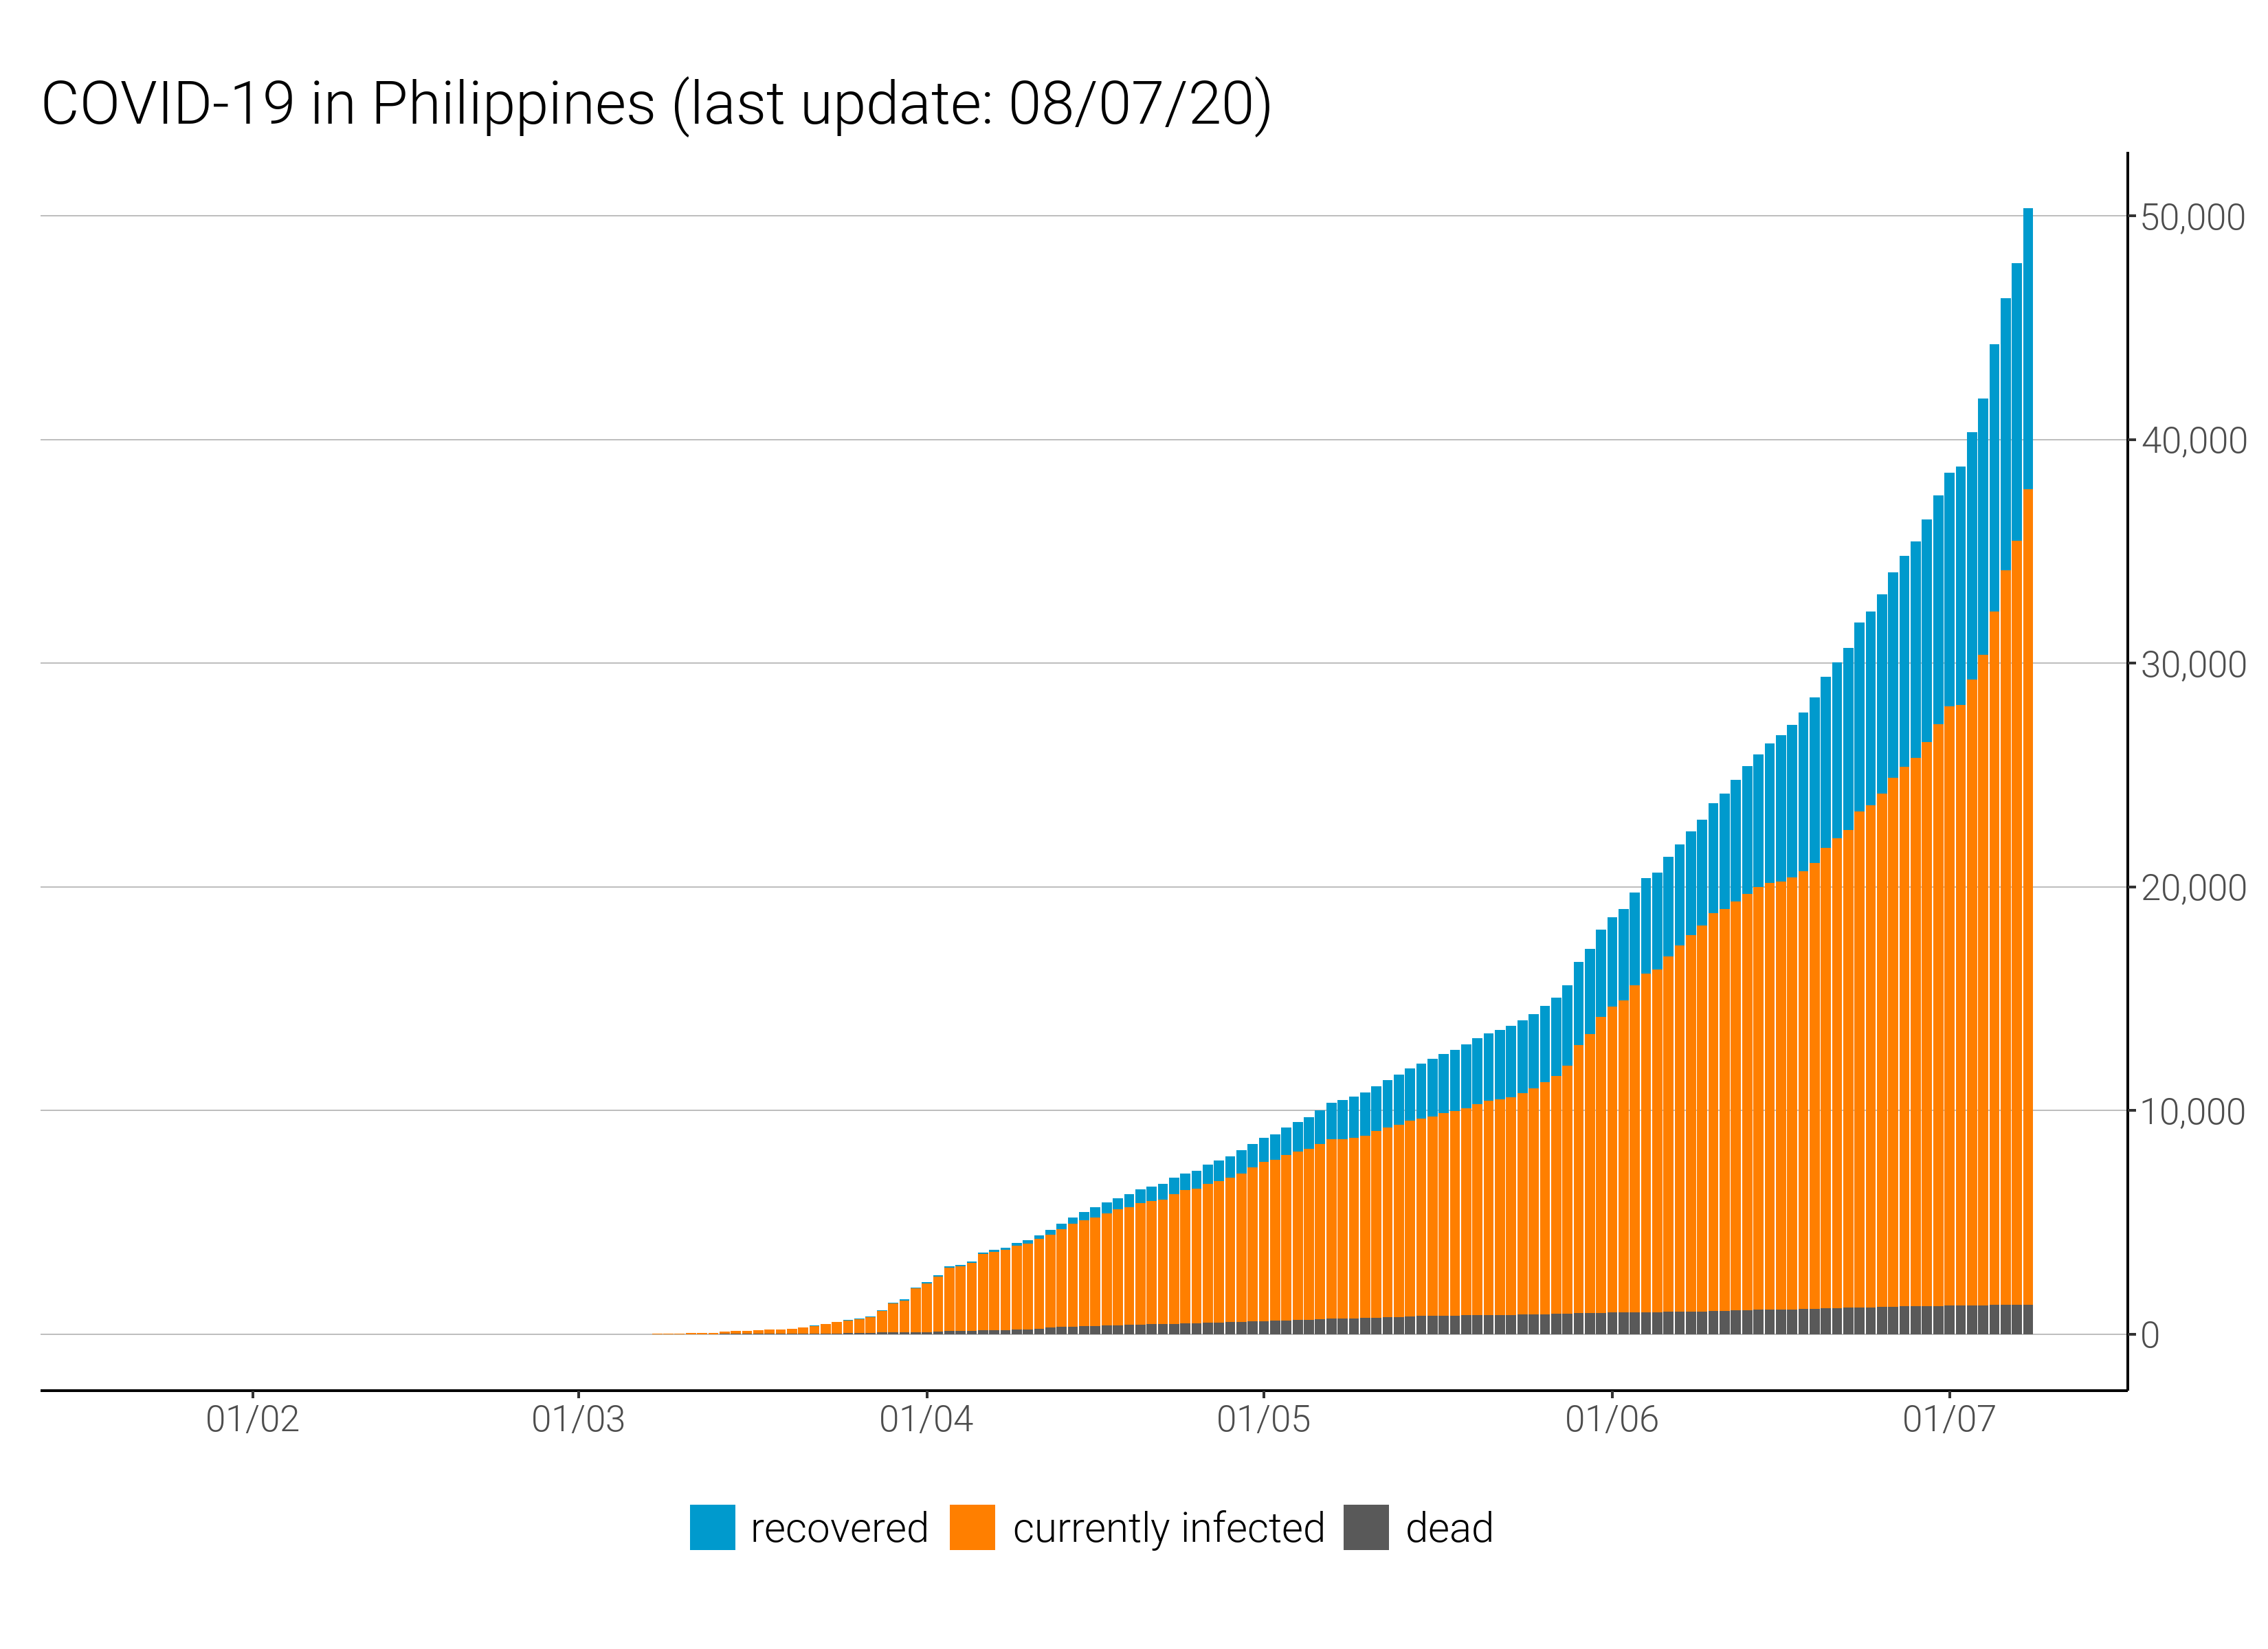 COVID-19 in Philippines (last update: 08/07/20)
50,000
40,000
30,000
20,000
10,000
0
01/02 01/03 01/04 01/05 01/06 01/07
recovered currently infected dead